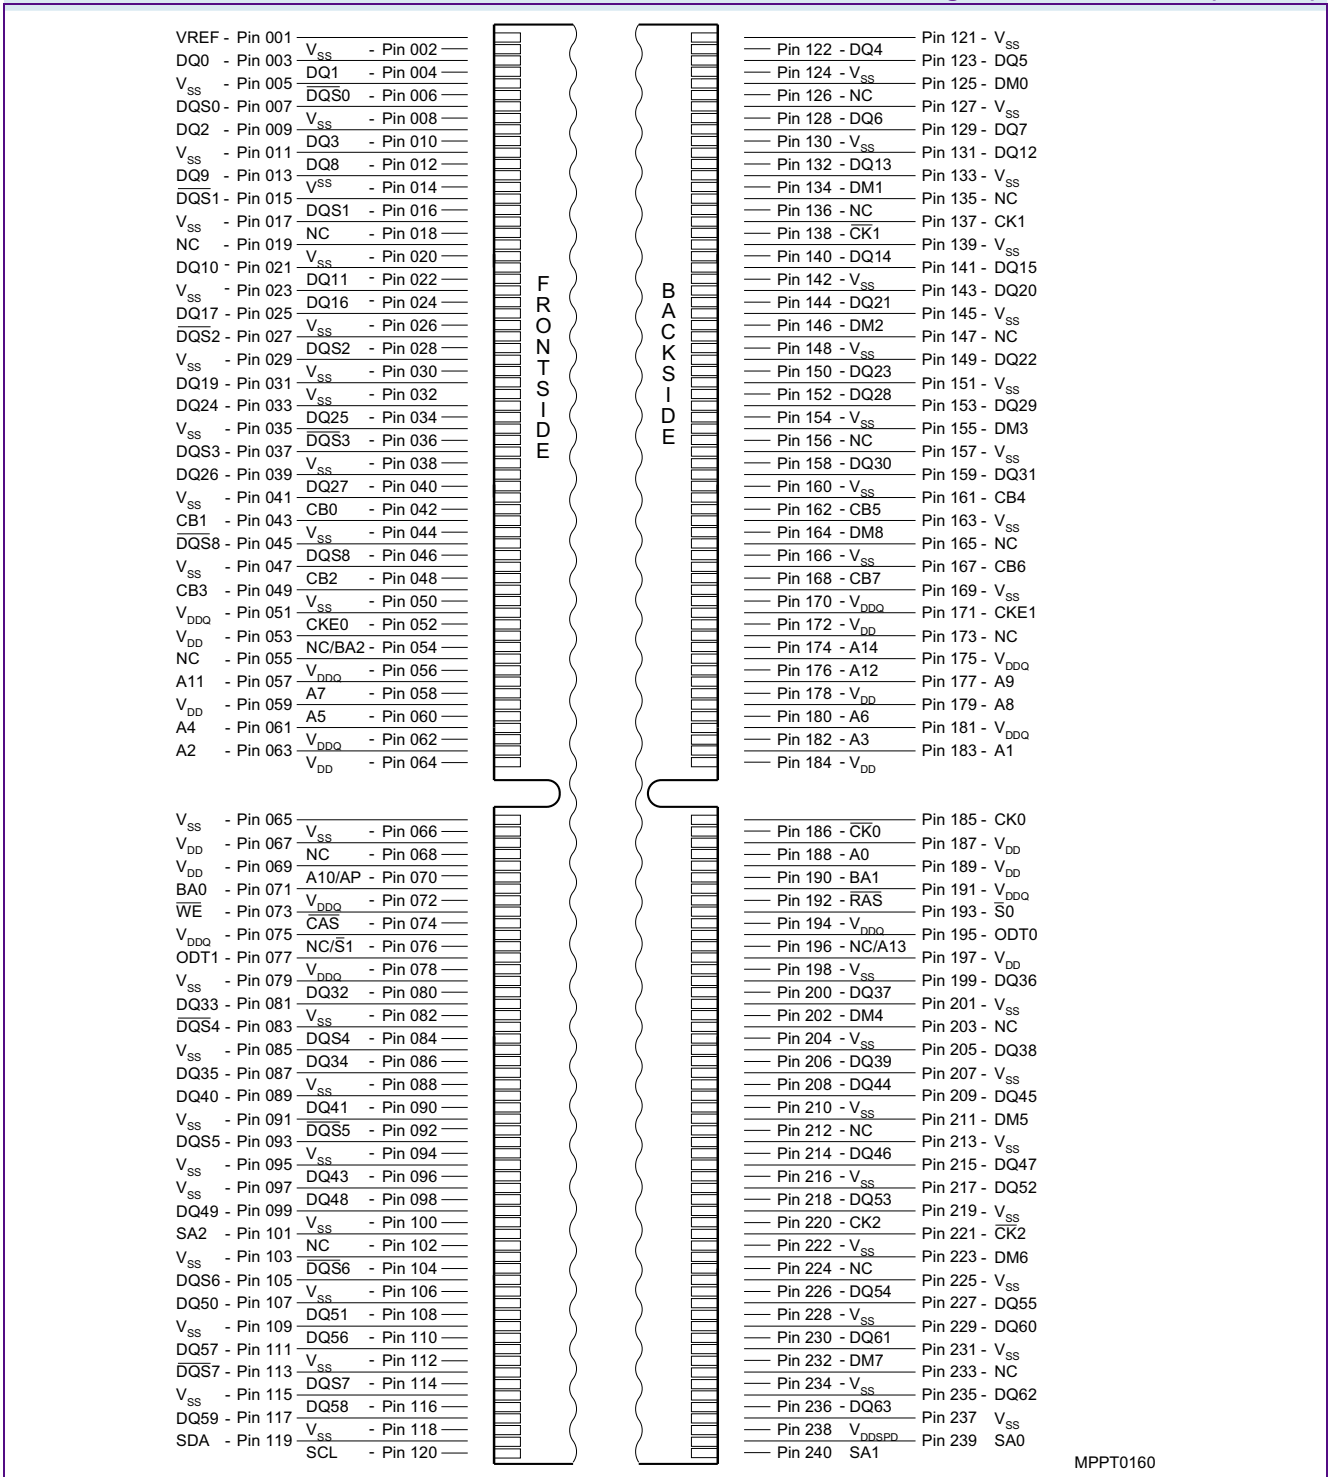 VREF - Pin 001
VSS - Pin 002
DQ0 - Pin 003
DQ1 - Pin 004
VSS - Pin 005
D̅Q̅S̅0 - Pin 006
DQS0 - Pin 007
VSS - Pin 008
DQ2 - Pin 009
DQ3 - Pin 010
VSS - Pin 011
DQ8 - Pin 012
DQ9 - Pin 013
VSS - Pin 014
D̅Q̅S̅1 - Pin 015
DQS1 - Pin 016
VSS - Pin 017
NC - Pin 018
NC - Pin 019
VSS - Pin 020
DQ10 - Pin 021
DQ11 - Pin 022
VSS - Pin 023
DQ16 - Pin 024
DQ17 - Pin 025
VSS - Pin 026
D̅Q̅S̅2 - Pin 027
DQS2 - Pin 028
VSS - Pin 029
VSS - Pin 030
DQ19 - Pin 031
VSS - Pin 032
DQ24 - Pin 033
DQ25 - Pin 034
VSS - Pin 035
D̅Q̅S̅3 - Pin 036
DQS3 - Pin 037
VSS - Pin 038
DQ26 - Pin 039
DQ27 - Pin 040
VSS - Pin 041
CB0 - Pin 042
CB1 - Pin 043
VSS - Pin 044
D̅Q̅S̅8 - Pin 045
DQS8 - Pin 046
VSS - Pin 047
CB2 - Pin 048
CB3 - Pin 049
VSS - Pin 050
VDDQ - Pin 051
CKE0 - Pin 052
VDD - Pin 053
NC/BA2 - Pin 054
NC - Pin 055
VDDQ - Pin 056
A11 - Pin 057
A7 - Pin 058
VDD - Pin 059
A5 - Pin 060
A4 - Pin 061
VDDQ - Pin 062
A2 - Pin 063
VDD - Pin 064
VSS - Pin 065
VSS - Pin 066
VDD - Pin 067
NC - Pin 068
VDD - Pin 069
A10/AP - Pin 070
BA0 - Pin 071
VDDQ - Pin 072
W̅E̅ - Pin 073
C̅A̅S̅ - Pin 074
VDDQ - Pin 075
NC/S̅1 - Pin 076
ODT1 - Pin 077
VDDQ - Pin 078
VSS - Pin 079
DQ32 - Pin 080
DQ33 - Pin 081
VSS - Pin 082
D̅Q̅S̅4 - Pin 083
DQS4 - Pin 084
VSS - Pin 085
DQ34 - Pin 086
DQ35 - Pin 087
VSS - Pin 088
DQ40 - Pin 089
DQ41 - Pin 090
VSS - Pin 091
D̅Q̅S̅5 - Pin 092
DQS5 - Pin 093
VSS - Pin 094
VSS - Pin 095
DQ43 - Pin 096
VSS - Pin 097
DQ48 - Pin 098
DQ49 - Pin 099
VSS - Pin 100
SA2 - Pin 101
NC - Pin 102
VSS - Pin 103
D̅Q̅S̅6 - Pin 104
DQS6 - Pin 105
VSS - Pin 106
DQ50 - Pin 107
DQ51 - Pin 108
VSS - Pin 109
DQ56 - Pin 110
DQ57 - Pin 111
VSS - Pin 112
D̅Q̅S̅7 - Pin 113
DQS7 - Pin 114
VSS - Pin 115
DQ58 - Pin 116
DQ59 - Pin 117
VSS - Pin 118
SDA - Pin 119
SCL - Pin 120
FRONTSIDE
BACKSIDE
Pin 121 - VSS
Pin 122 - DQ4
Pin 123 - DQ5
Pin 124 - VSS
Pin 125 - DM0
Pin 126 - NC
Pin 127 - VSS
Pin 128 - DQ6
Pin 129 - DQ7
Pin 130 - VSS
Pin 131 - DQ12
Pin 132 - DQ13
Pin 133 - VSS
Pin 134 - DM1
Pin 135 - NC
Pin 136 - NC
Pin 137 - CK1
Pin 138 - C̅K̅1
Pin 139 - VSS
Pin 140 - DQ14
Pin 141 - DQ15
Pin 142 - VSS
Pin 143 - DQ20
Pin 144 - DQ21
Pin 145 - VSS
Pin 146 - DM2
Pin 147 - NC
Pin 148 - VSS
Pin 149 - DQ22
Pin 150 - DQ23
Pin 151 - VSS
Pin 152 - DQ28
Pin 153 - DQ29
Pin 154 - VSS
Pin 155 - DM3
Pin 156 - NC
Pin 157 - VSS
Pin 158 - DQ30
Pin 159 - DQ31
Pin 160 - VSS
Pin 161 - CB4
Pin 162 - CB5
Pin 163 - VSS
Pin 164 - DM8
Pin 165 - NC
Pin 166 - VSS
Pin 167 - CB6
Pin 168 - CB7
Pin 169 - VSS
Pin 170 - VDDQ
Pin 171 - CKE1
Pin 172 - VDD
Pin 173 - NC
Pin 174 - A14
Pin 175 - VDDQ
Pin 176 - A12
Pin 177 - A9
Pin 178 - VDD
Pin 179 - A8
Pin 180 - A6
Pin 181 - VDDQ
Pin 182 - A3
Pin 183 - A1
Pin 184 - VDD
Pin 185 - CK0
Pin 186 - C̅K̅0
Pin 187 - VDD
Pin 188 - A0
Pin 189 - VDD
Pin 190 - BA1
Pin 191 - VDDQ
Pin 192 - R̅A̅S̅
Pin 193 - S̅0
Pin 194 - VDDQ
Pin 195 - ODT0
Pin 196 - NC/A13
Pin 197 - VDD
Pin 198 - VSS
Pin 199 - DQ36
Pin 200 - DQ37
Pin 201 - VSS
Pin 202 - DM4
Pin 203 - NC
Pin 204 - VSS
Pin 205 - DQ38
Pin 206 - DQ39
Pin 207 - VSS
Pin 208 - DQ44
Pin 209 - DQ45
Pin 210 - VSS
Pin 211 - DM5
Pin 212 - NC
Pin 213 - VSS
Pin 214 - DQ46
Pin 215 - DQ47
Pin 216 - VSS
Pin 217 - DQ52
Pin 218 - DQ53
Pin 219 - VSS
Pin 220 - CK2
Pin 221 - C̅K̅2
Pin 222 - VSS
Pin 223 - DM6
Pin 224 - NC
Pin 225 - VSS
Pin 226 - DQ54
Pin 227 - DQ55
Pin 228 - VSS
Pin 229 - DQ60
Pin 230 - DQ61
Pin 231 - VSS
Pin 232 - DM7
Pin 233 - NC
Pin 234 - VSS
Pin 235 - DQ62
Pin 236 - DQ63
Pin 237 VSS
Pin 238 VDDSPD
Pin 239 SA0
Pin 240 SA1
MPPT0160